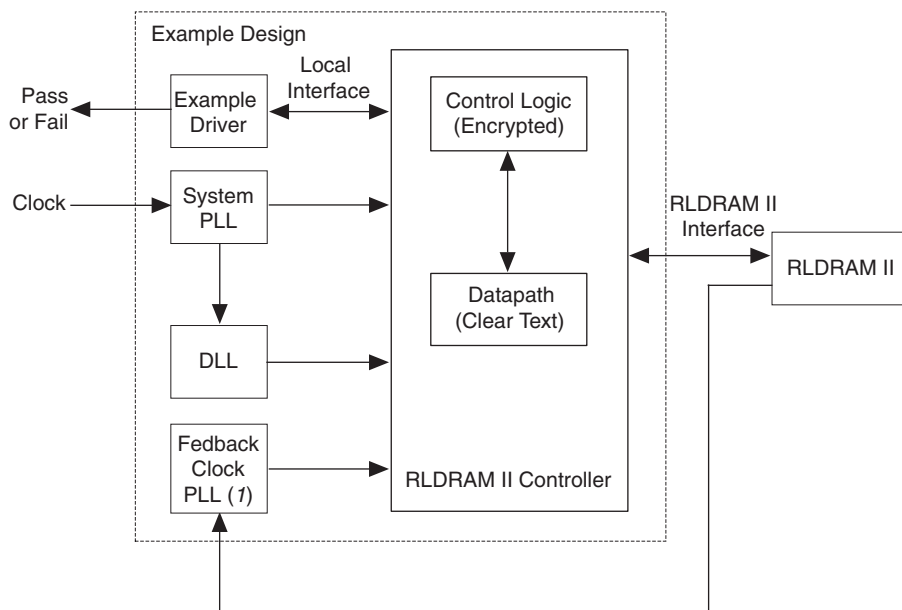 Example Design
Pass
or Fail
Example
Driver
Local
Interface
Control Logic
(Encrypted)
Clock
System
PLL
RLDRAM II
Interface
RLDRAM II
Datapath
(Clear Text)
DLL
Fedback
Clock
PLL (1)
RLDRAM II Controller